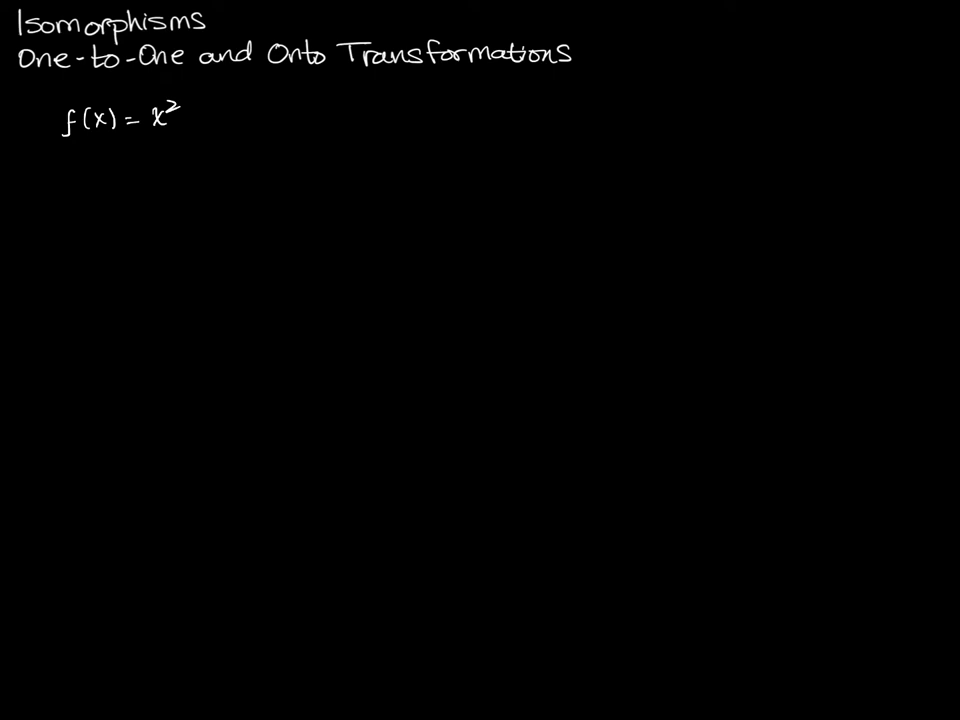 Isomorphisms
One-to-One and Onto Transformations
f(x) = x²